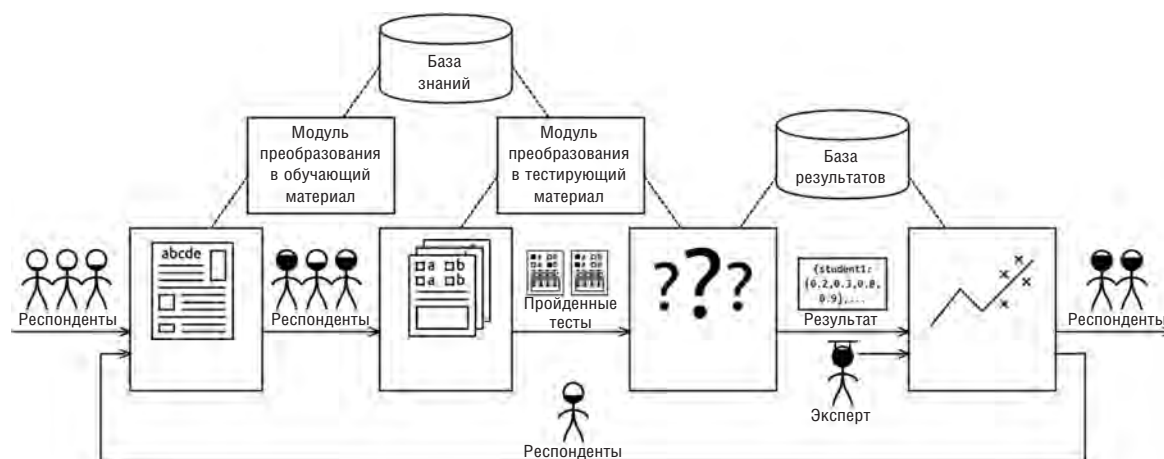 База
знаний
Модуль
преобразования
в обучающий
материал
Модуль
преобразования
в тестирующий
материал
База
результатов
abcde
Респонденты
Респонденты
a b
a b
Пройденные
тесты
? ? ?
{student1:
{0.2,0.3,0.8,
0.9},...
Результат
Респонденты
Эксперт
Респонденты